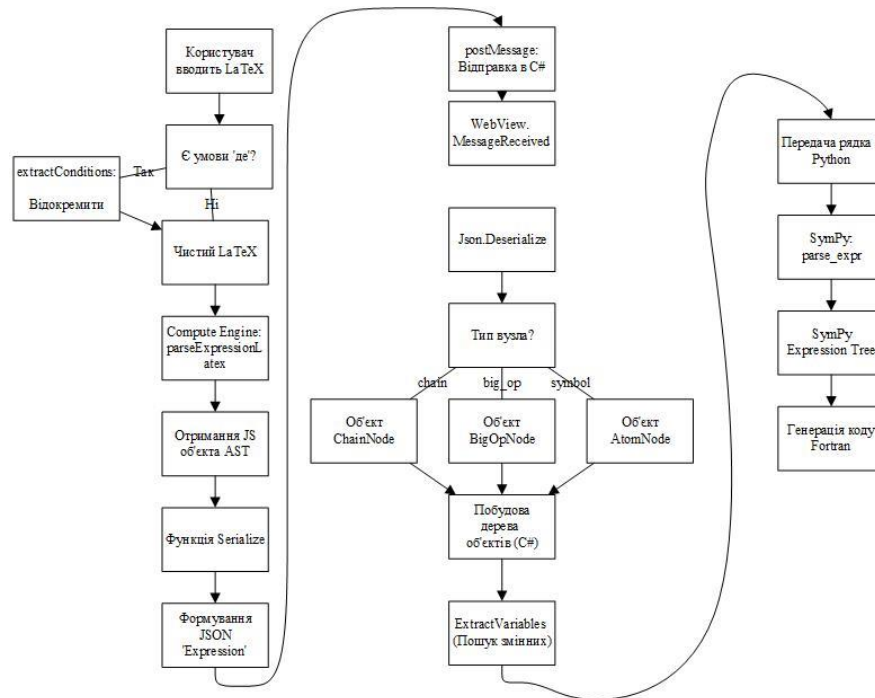 Користувач
вводить LaTeX
Є умови 'де'?
extractConditions:
Відокремити
Так
Ні
Чистий LaTeX
Compute Engine:
parseExpressionL
atex
Отримання JS
об'єкта AST
Функція Serialize
Формування
JSON
'Expression'
postMessage:
Відправка в C#
WebView.
MessageReceived
Json.Deserialize
Тип вузла?
chain
big_op
symbol
Об'єкт
ChainNode
Об'єкт
BigOpNode
Об'єкт
AtomNode
Побудова
дерева
об'єктів (C#)
ExtractVariables
(Пошук змінних)
Передача рядка в
Python
SymPy:
parse_expr
SymPy
Expression Tree
Генерація коду
Fortran